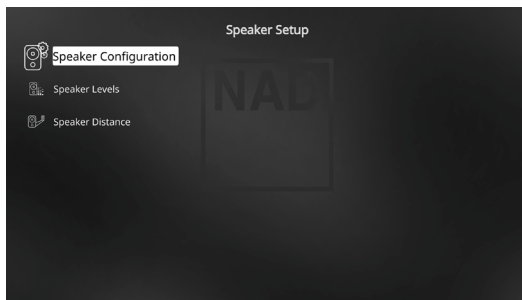 Speaker Setup
Speaker Configuration
Speaker Levels
Speaker Distance
NAD